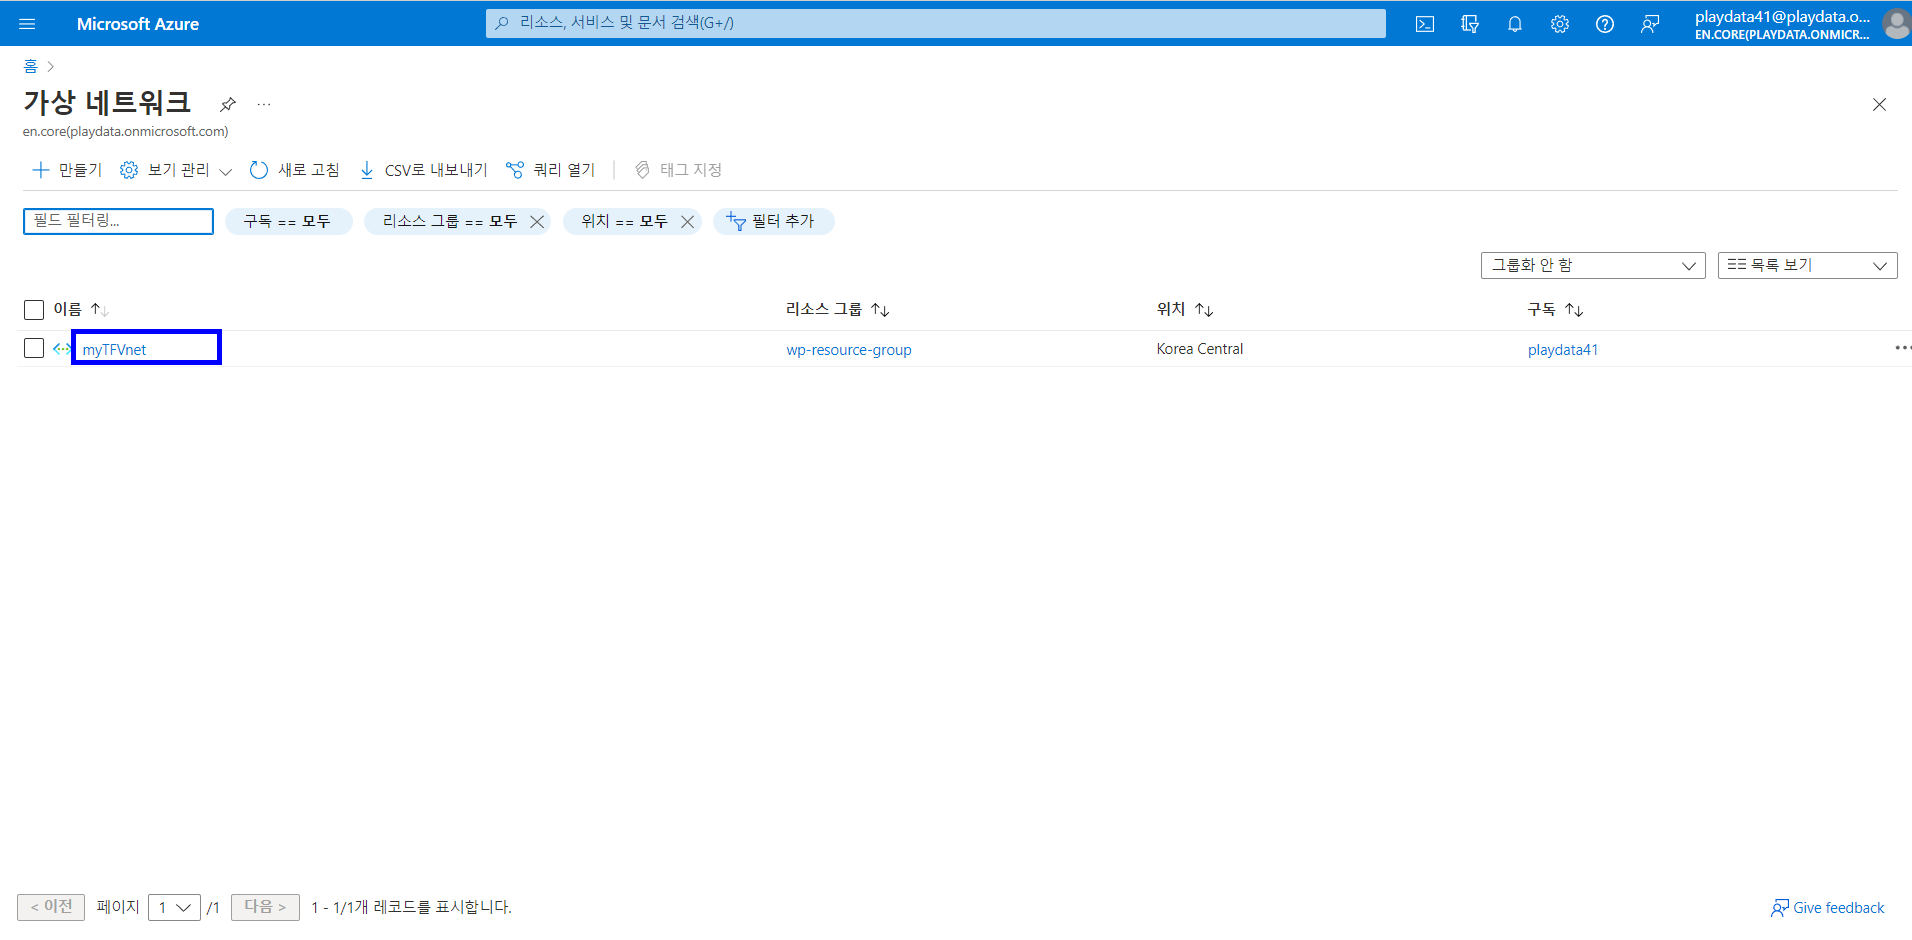 Microsoft Azure
리소스, 서비스 및 문서 검색(G+/)
playdata41@playdata.o...
EN.CORE(PLAYDATA.ONMICR...
홈 >
가상 네트워크 ...
en.core(playdata.onmicrosoft.com)
만들기 보기 관리 새로 고침 CSV로 내보내기 쿼리 열기 태그 지정
필드 필터링... 구독 == 모두 리소스 그룹 == 모두 위치 == 모두 필터 추가
그룹화 안 함 목록 보기
이름 ↑↓ 리소스 그룹 ↑↓ 위치 ↑↓ 구독 ↑↓
myTFVnet wp-resource-group Korea Central playdata41 ...
< 이전 페이지 1 /1 다음 > 1 - 1/1개 레코드를 표시합니다. Give feedback